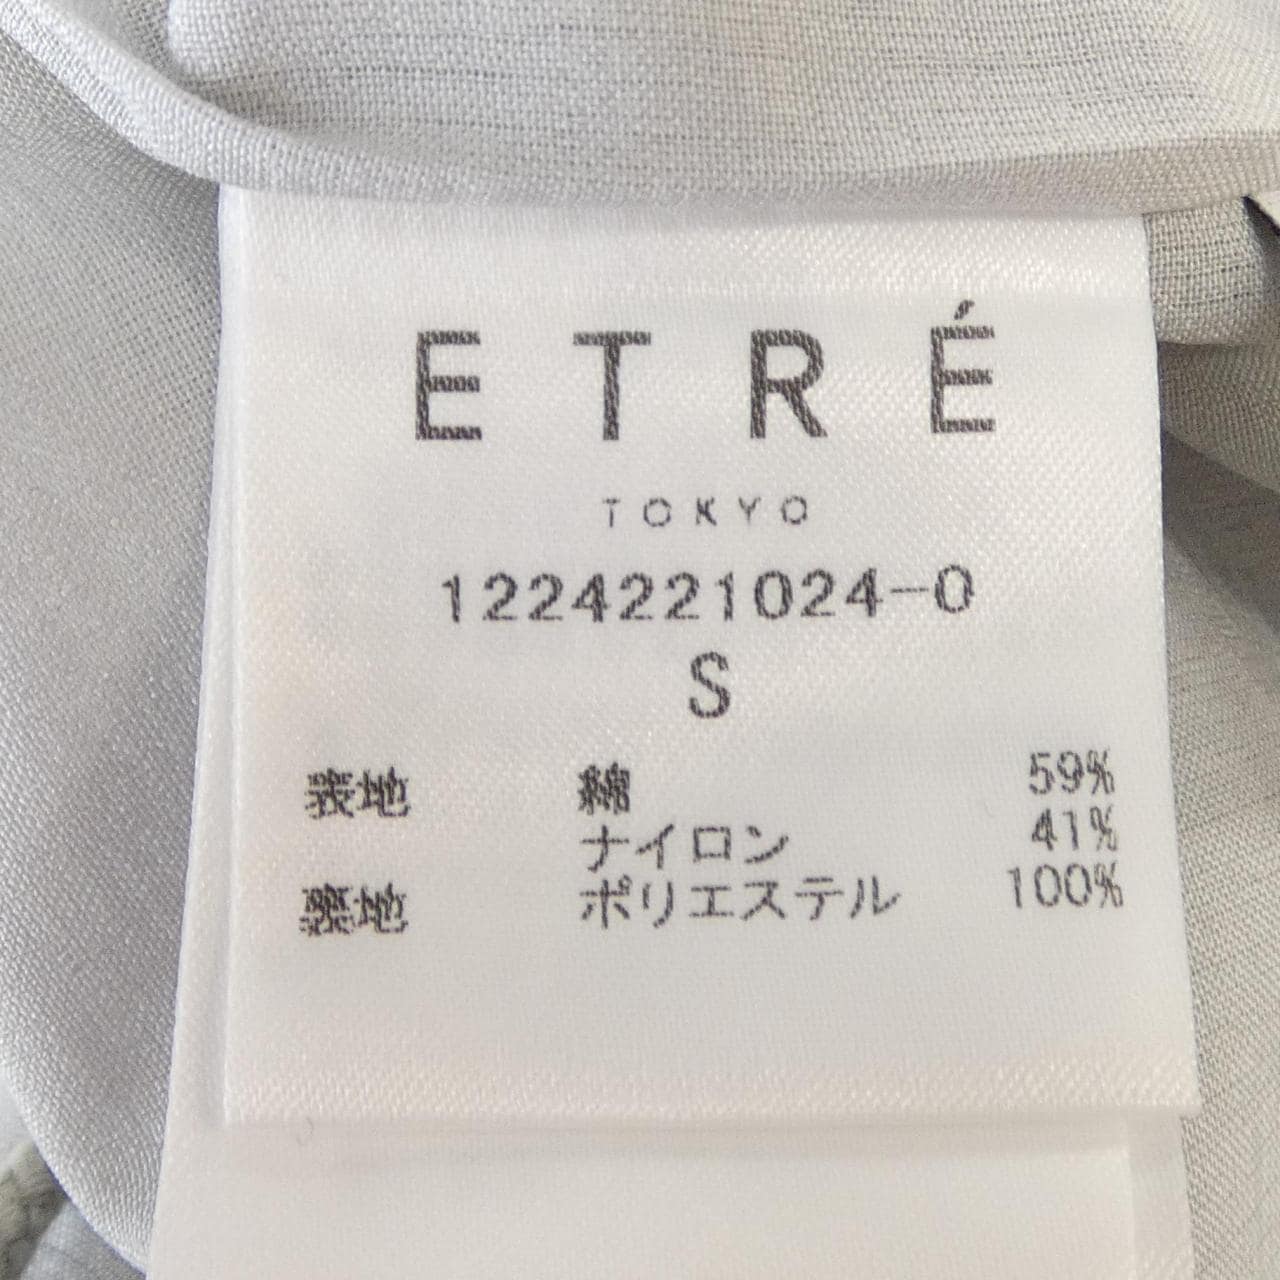 ETRÉ
TOKYO
1224221024-0
S
表地 綿 59%
ナイロン 41%
裏地 ポリエステル 100%